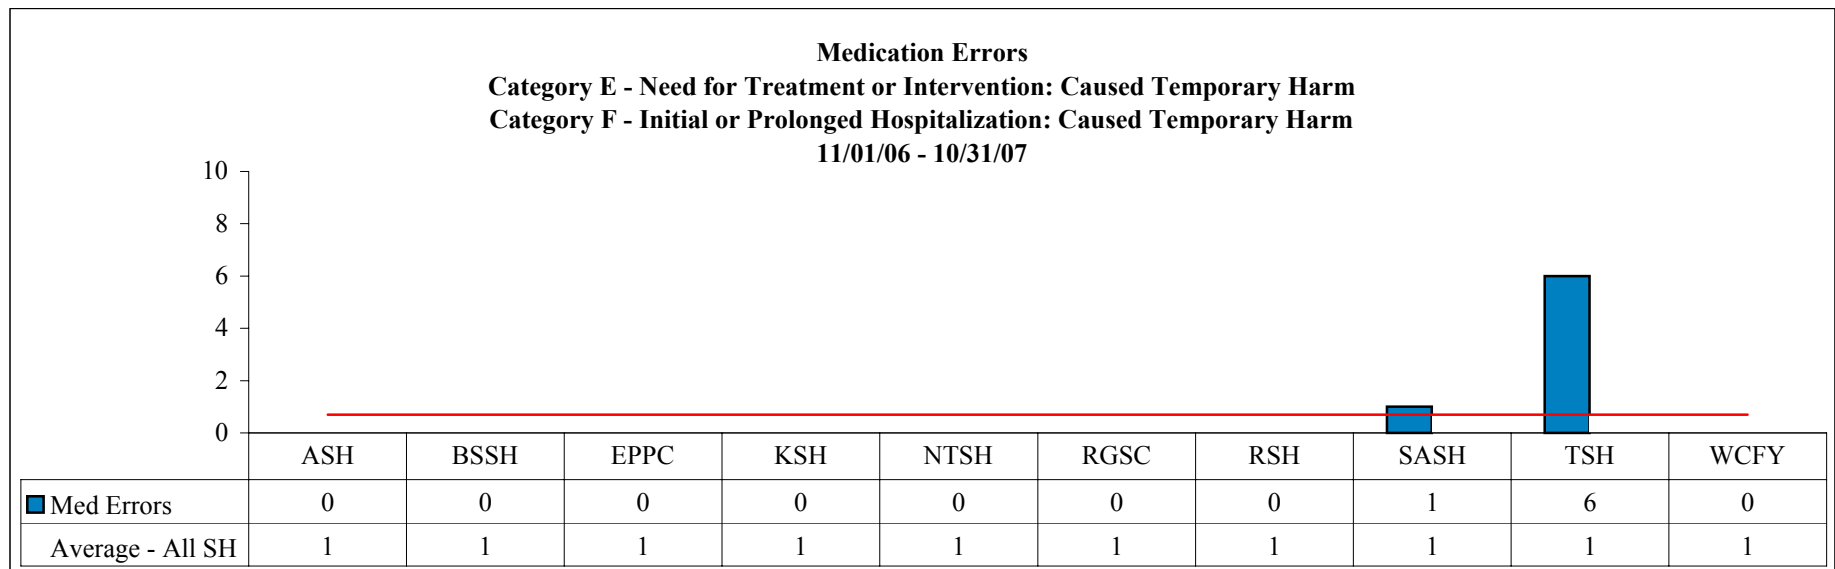 Medication Errors
Category E - Need for Treatment or Intervention: Caused Temporary Harm
Category F - Initial or Prolonged Hospitalization: Caused Temporary Harm
11/01/06 - 10/31/07
10
8
6
4
2
0
ASH BSSH EPPC KSH NTSH RGSC RSH SASH TSH WCFY
Med Errors 0 0 0 0 0 0 0 1 6 0
Average - All SH 1 1 1 1 1 1 1 1 1 1